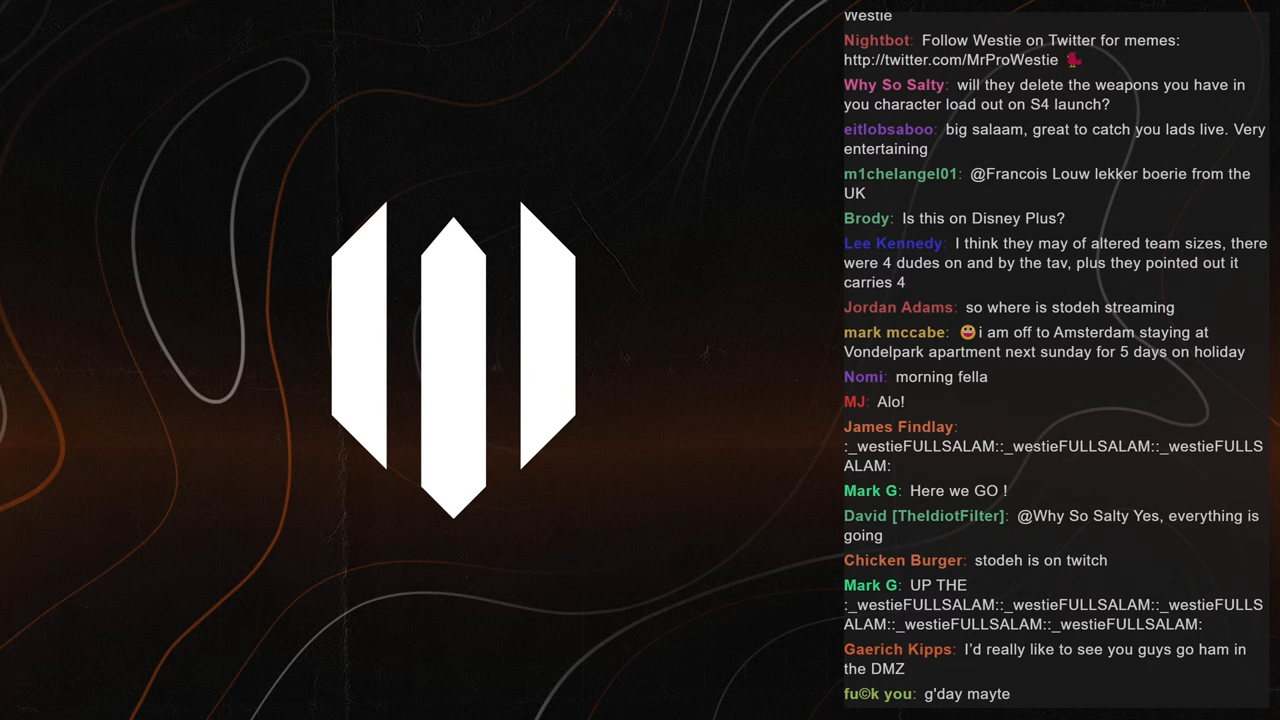 Westie
Nightbot: Follow Westie on Twitter for memes:
http://twitter.com/MrProWestie
Why So Salty: will they delete the weapons you have in
you character load out on S4 launch?
eitlobsaboo: big salaam, great to catch you lads live. Very
entertaining
m1chelangel01: @Francois Louw lekker boerie from the
UK
Brody: Is this on Disney Plus?
Lee Kennedy: I think they may of altered team sizes, there
were 4 dudes on and by the tav, plus they pointed out it
carries 4
Jordan Adams: so where is stodeh streaming
mark mccabe: 😀i am off to Amsterdam staying at
Vondelpark apartment next sunday for 5 days on holiday
Nomi: morning fella
MJ: Alo!
James Findlay:
:_westieFULLSALAM::_westieFULLSALAM::_westieFULLS
ALAM:
Mark G: Here we GO !
David [TheIdiotFilter]: @Why So Salty Yes, everything is
going
Chicken Burger: stodeh is on twitch
Mark G: UP THE
:_westieFULLSALAM::_westieFULLSALAM::_westieFULLS
ALAM::_westieFULLSALAM::_westieFULLSALAM:
Gaerich Kipps: I’d really like to see you guys go ham in
the DMZ
fu©k you: g'day mayte